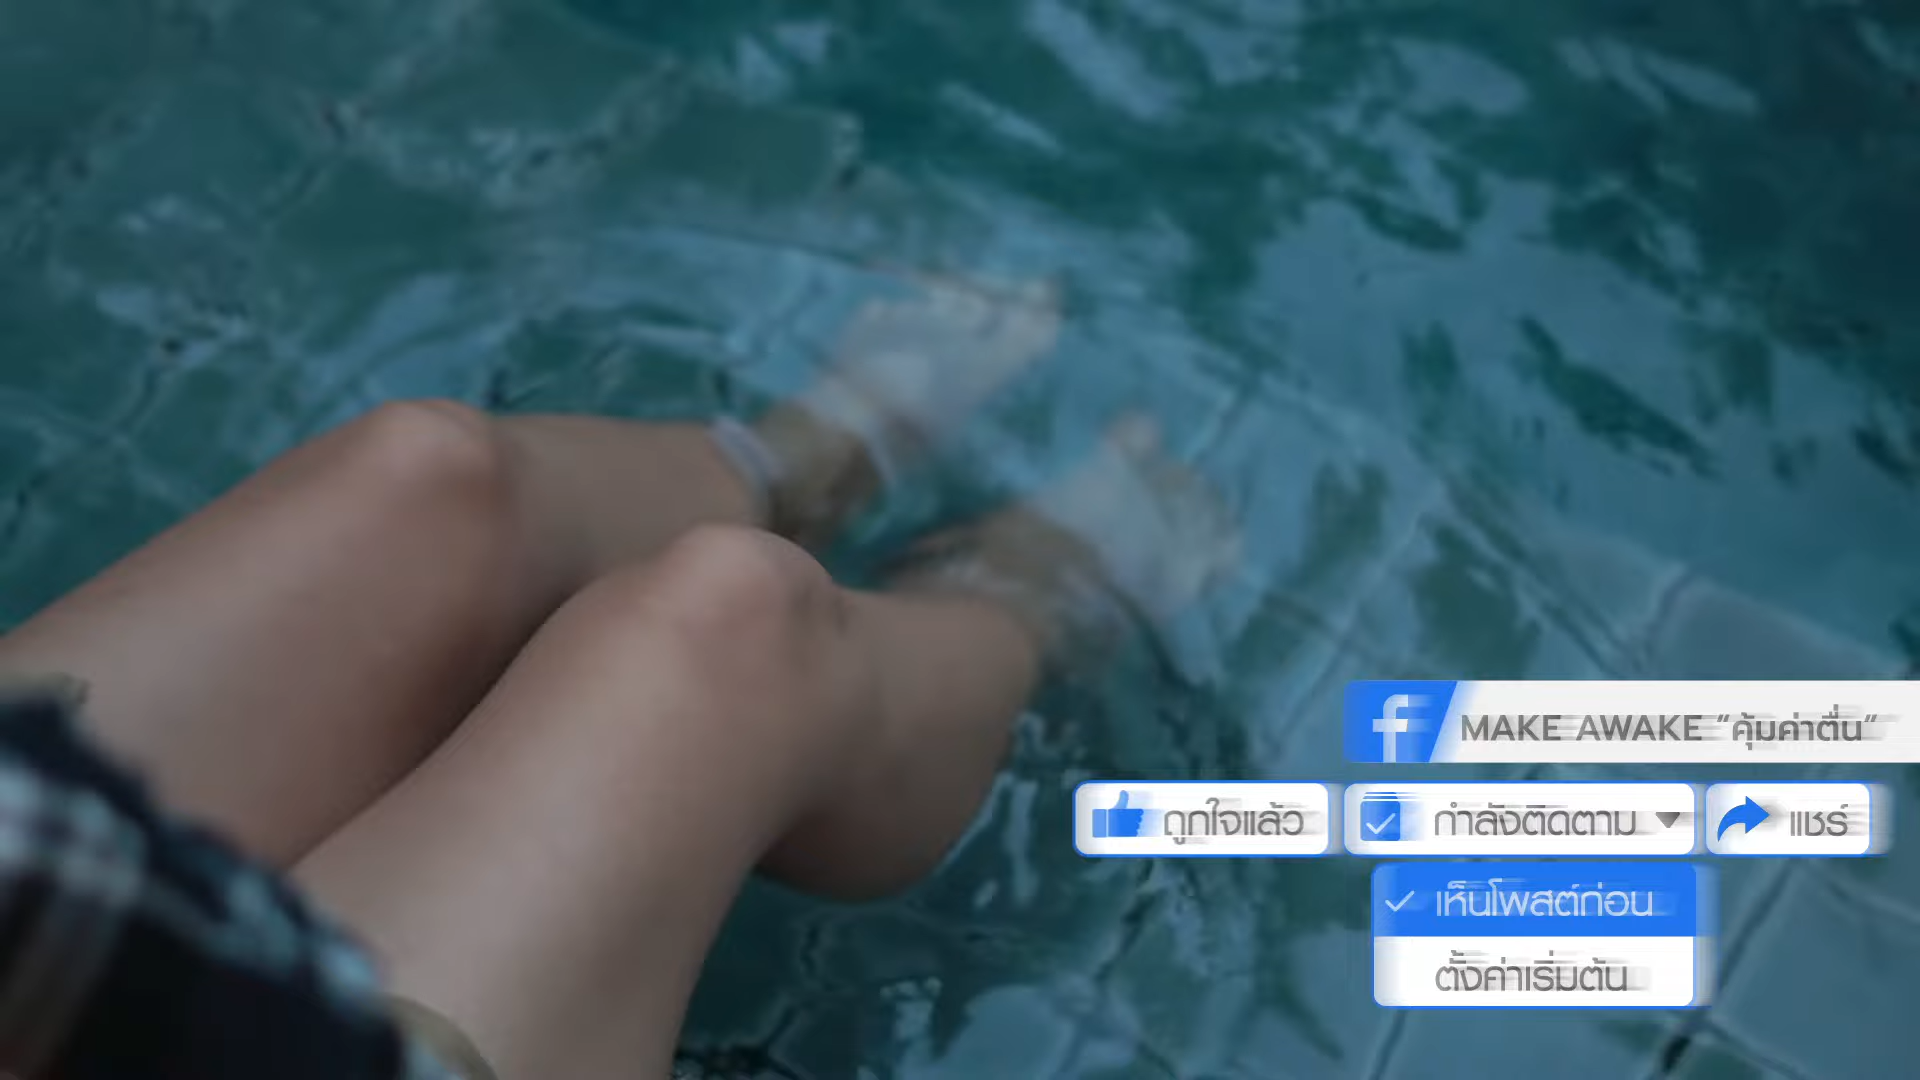 MAKE AWAKE "คุ้มค่าตื่น"
ถูกใจแล้ว
กำลังติดตาม
แชร์
เห็นโพสต์ก่อน
ตั้งค่าเริ่มต้น